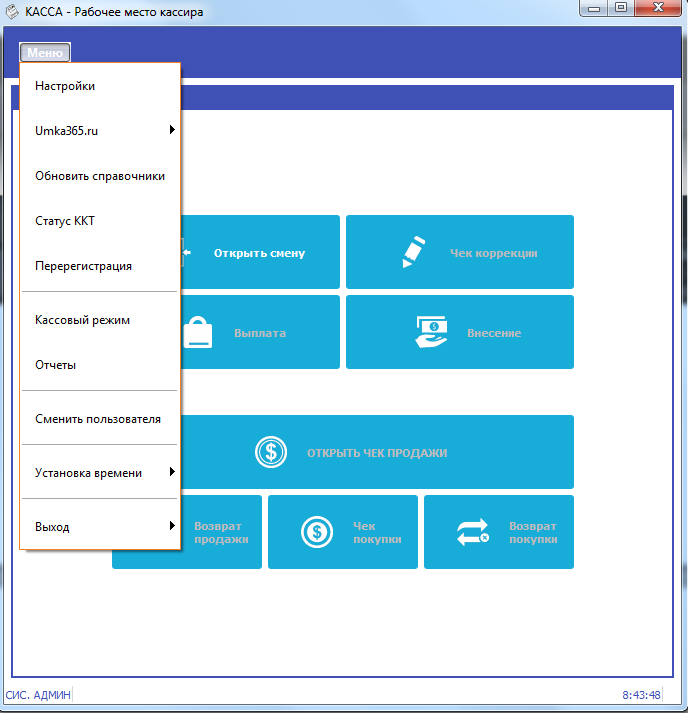 КАССА - Рабочее место кассира
Меню
Настройки
Umka365.ru
Обновить справочники
Статус ККТ
Перерегистрация
Кассовый режим
Отчеты
Сменить пользователя
Установка времени
Выход
Открыть смену
Чек коррекции
Выплата
Внесение
ОТКРЫТЬ ЧЕК ПРОДАЖИ
Возврат
продажи
Чек
покупки
Возврат
покупки
СИС. АДМИН
8:43:48